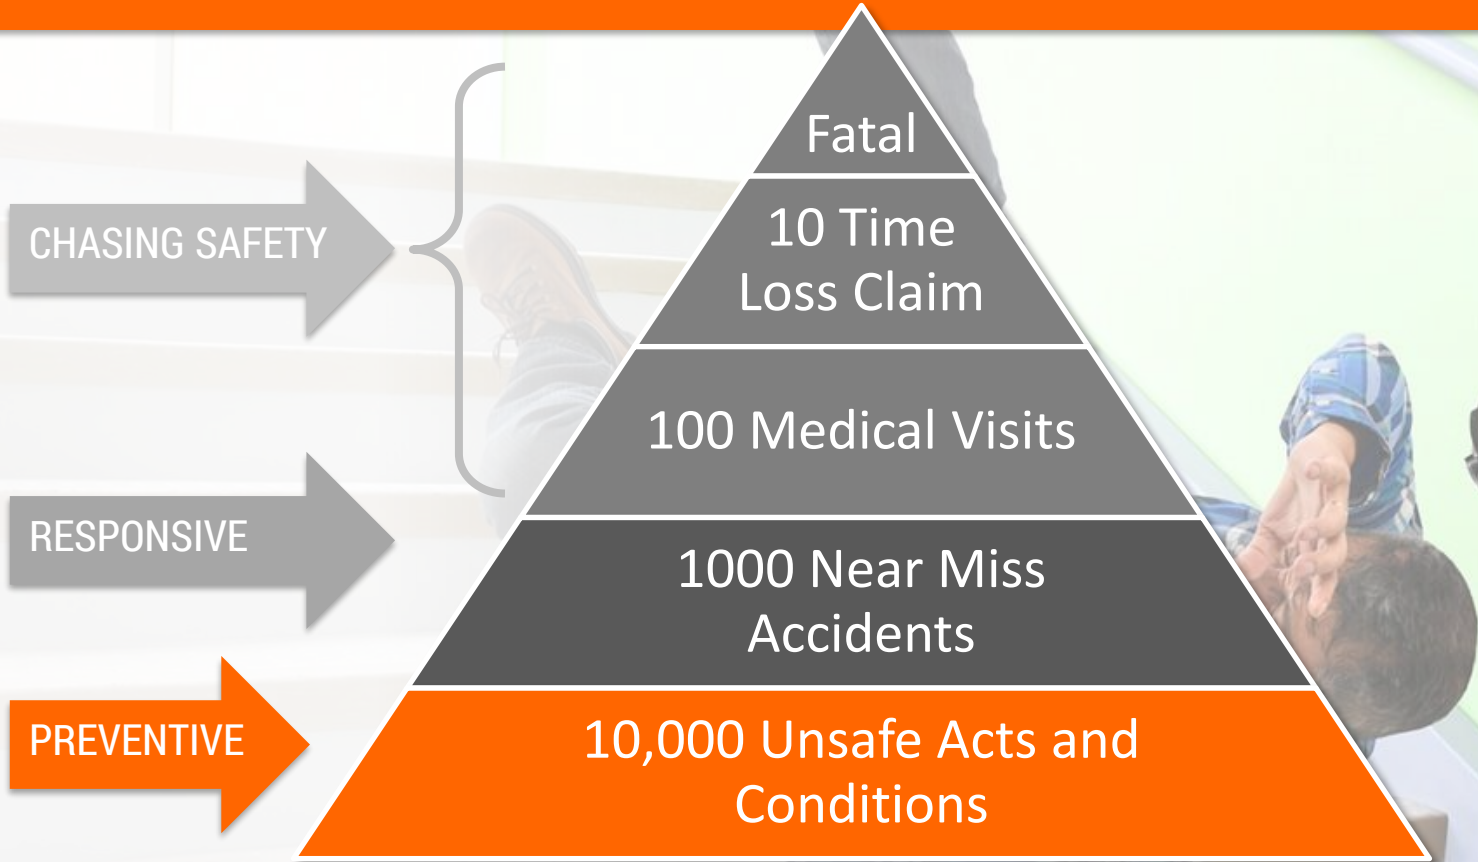 Fatal
10 Time
Loss Claim
CHASING SAFETY
100 Medical Visits
RESPONSIVE
1000 Near Miss
Accidents
PREVENTIVE
10,000 Unsafe Acts and
Conditions